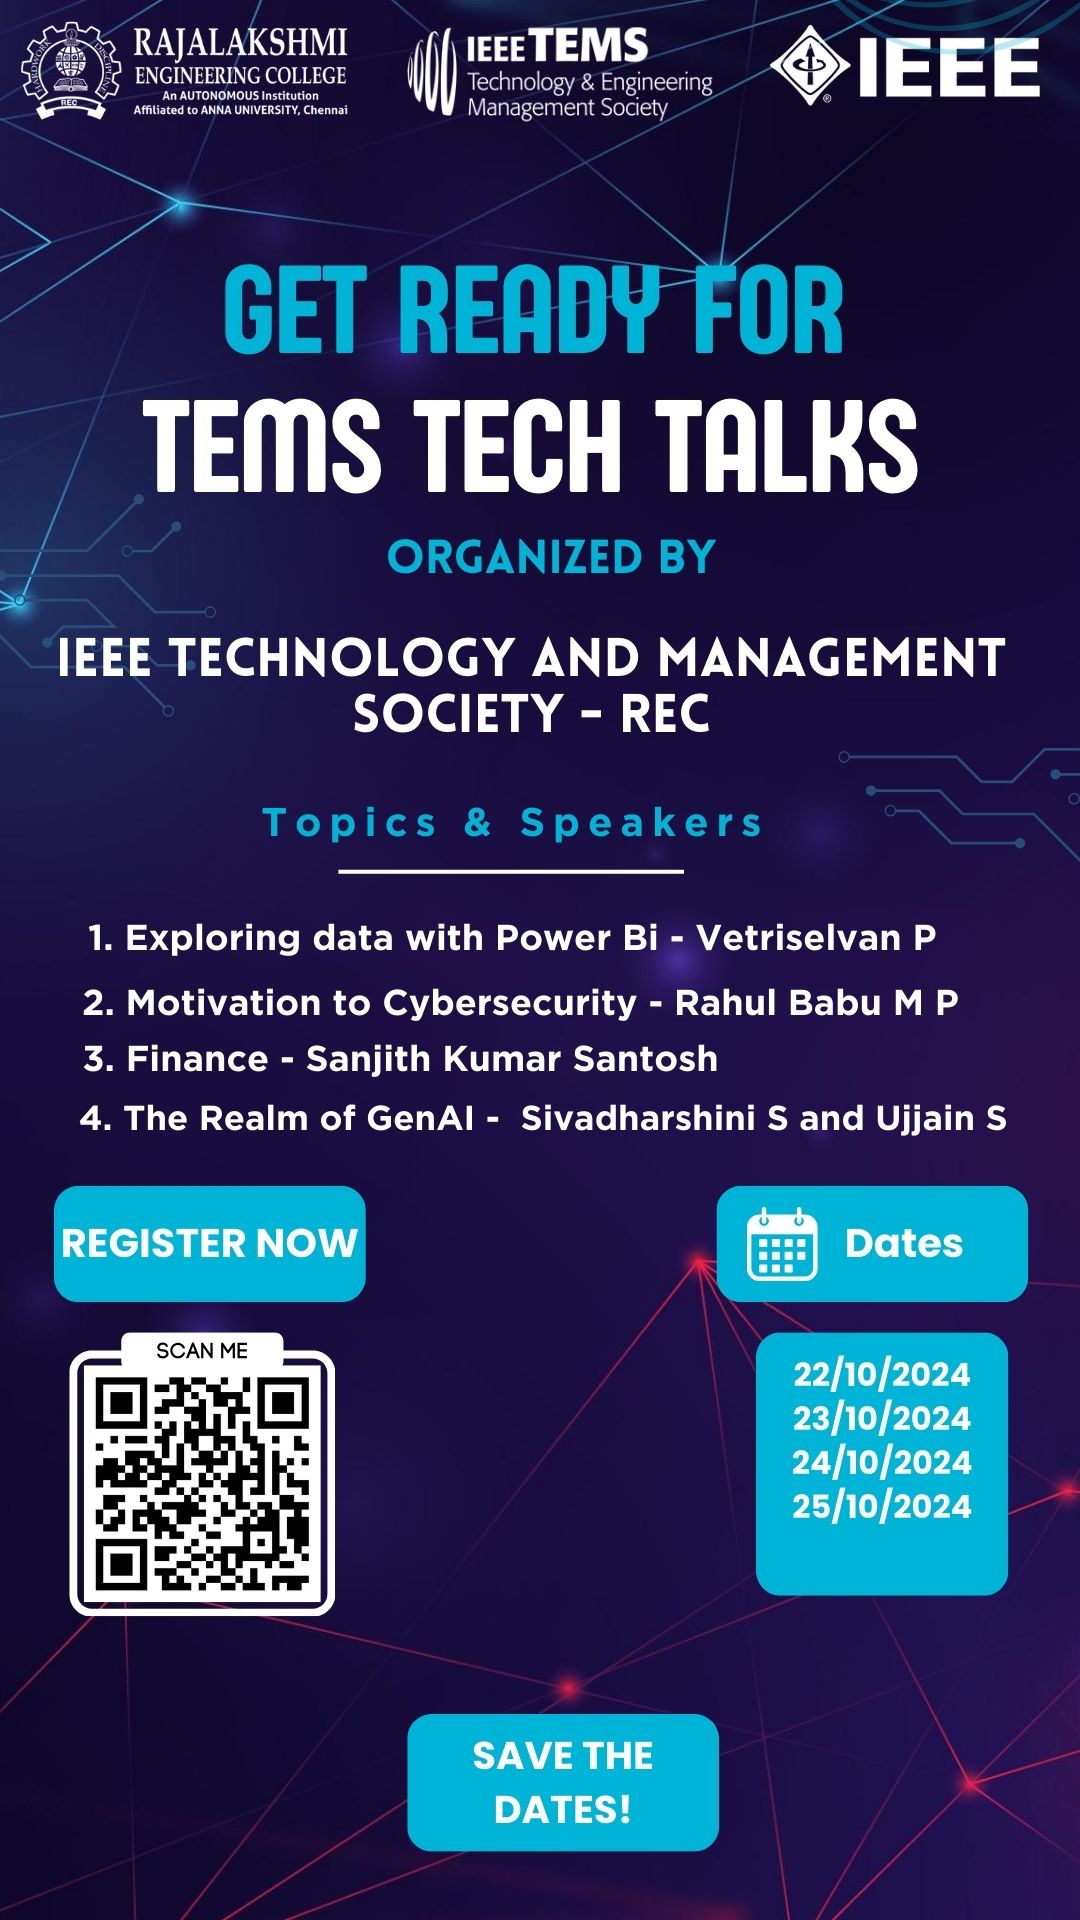 RAJALAKSHMI
ENGINEERING COLLEGE
An AUTONOMOUS Institution
Affiliated to ANNA UNIVERSITY, Chennai
HARDWORK
DISCIPLINE
REC
IEEE TEMS
Technology & Engineering
Management Society
IEEE
®
GET READY FOR
TEMS TECH TALKS
ORGANIZED BY
IEEE TECHNOLOGY AND MANAGEMENT
SOCIETY - REC
Topics & Speakers
1. Exploring data with Power Bi - Vetriselvan P
2. Motivation to Cybersecurity - Rahul Babu M P
3. Finance - Sanjith Kumar Santosh
4. The Realm of GenAI - Sivadharshini S and Ujjain S
REGISTER NOW
Dates
SCAN ME
22/10/2024
23/10/2024
24/10/2024
25/10/2024
SAVE THE
DATES!